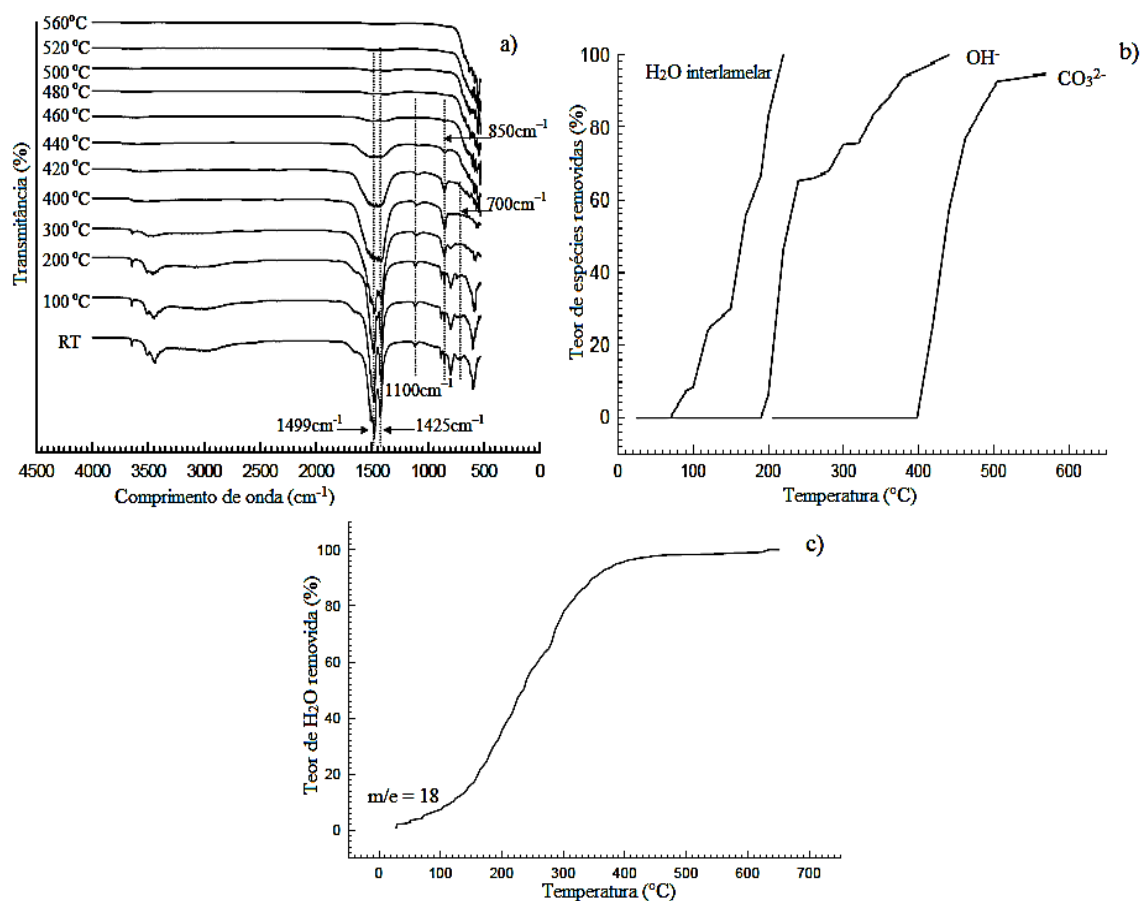 a)
Transmitância (%)
560°C
520 °C
500 °C
480 °C
460 °C
440 °C
420 °C
400 °C
300 °C
200 °C
100 °C
RT
850cm⁻¹
700cm⁻¹
1100cm⁻¹
1499cm⁻¹
1425cm⁻¹
4500 4000 3500 3000 2500 2000 1500 1000 500 0
Comprimento de onda (cm⁻¹)
b)
Teor de espécies removidas (%)
100
80
60
40
20
0
H₂O interlamelar
OH⁻
CO₃²⁻
0 100 200 300 400 500 600
Temperatura (°C)
c)
Teor de H₂O removida (%)
100
80
60
40
20
0
m/e = 18
0 100 200 300 400 500 600 700
Temperatura (°C)